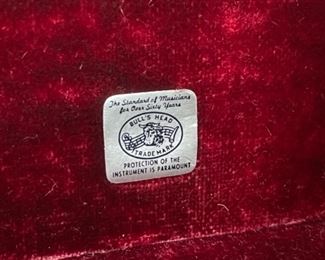 The Standard of Musicians
for Over Sixty Years
BULL'S HEAD
TRADE MARK
PROTECTION OF THE
INSTRUMENT IS PARAMOUNT